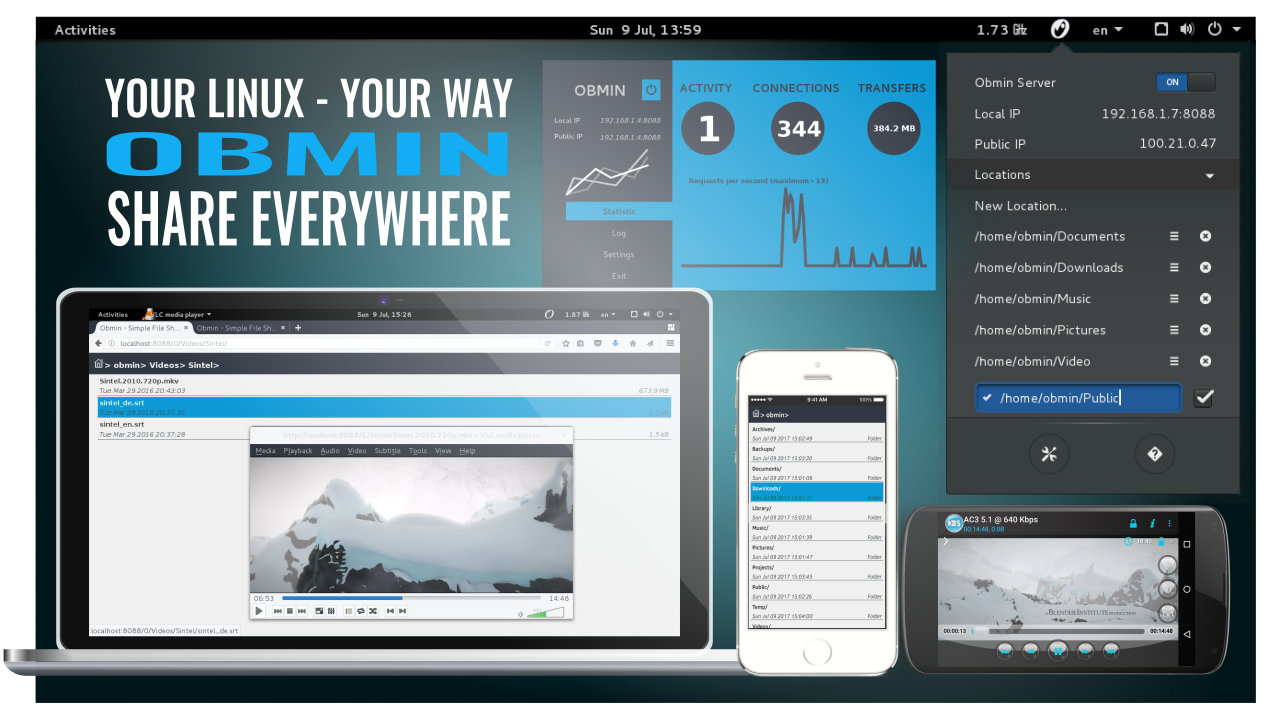 Activities
Sun 9 Jul, 13:59
1.73 GHz
en
YOUR LINUX - YOUR WAY
OBMIN
SHARE EVERYWHERE
OBMIN
Local IP 192.168.1.4:8088
Public IP 192.168.1.4:8088
Statistic
Log
Settings
Exit
ACTIVITY CONNECTIONS TRANSFERS
1 344 384.2 MB
Requests per second (maximum - 13)
Obmin Server ON
Local IP 192.168.1.7:8088
Public IP 100.21.0.47
Locations
New Location...
/home/obmin/Documents
/home/obmin/Downloads
/home/obmin/Music
/home/obmin/Pictures
/home/obmin/Video
/home/obmin/Public
Activities VLC media player Sun 9 Jul, 15:26 1.87 en
Obmin - Simple File Sh... × Obmin - Simple File Sh... × +
localhost:8088/0/Videos/Sintel/
> obmin> Videos> Sintel>
Sintel.2010.720p.mkv
Tue Mar 29 2016 20:43:03 673.9 MB
sintel_de.srt
Tue Mar 29 2016 20:37:37 1.7 kB
sintel_en.srt
Tue Mar 29 2016 20:37:28 1.5 kB
http://localhost:8088/1/Sintel/Sintel.2010.720p.mkv - VLC media player
Media Playback Audio Video Subtitle Tools View Help
06:53 14:48
localhost:8088/0/Videos/Sintel/sintel_de.srt
9:41 AM 100%
> obmin>
Archives/
Sun Jul 09 2017 15:02:49 Folder
Backups/
Sun Jul 09 2017 15:03:20 Folder
Documents/
Sun Jul 09 2017 15:01:08 Folder
Downloads/
Sun Jul 09 2017 15:01:31 Folder
Library/
Sun Jul 09 2017 15:03:35 Folder
Music/
Sun Jul 09 2017 15:01:39 Folder
Pictures/
Sun Jul 09 2017 15:01:47 Folder
Projects/
Sun Jul 09 2017 15:03:45 Folder
Public/
Sun Jul 09 2017 15:02:26 Folder
Temp/
Sun Jul 09 2017 15:04:00 Folder
Videos/
AC3 5.1 @ 640 Kbps
00:14:48, 0.08
A BLENDER INSTITUTE PRODUCTION
00:00:13 00:14:48